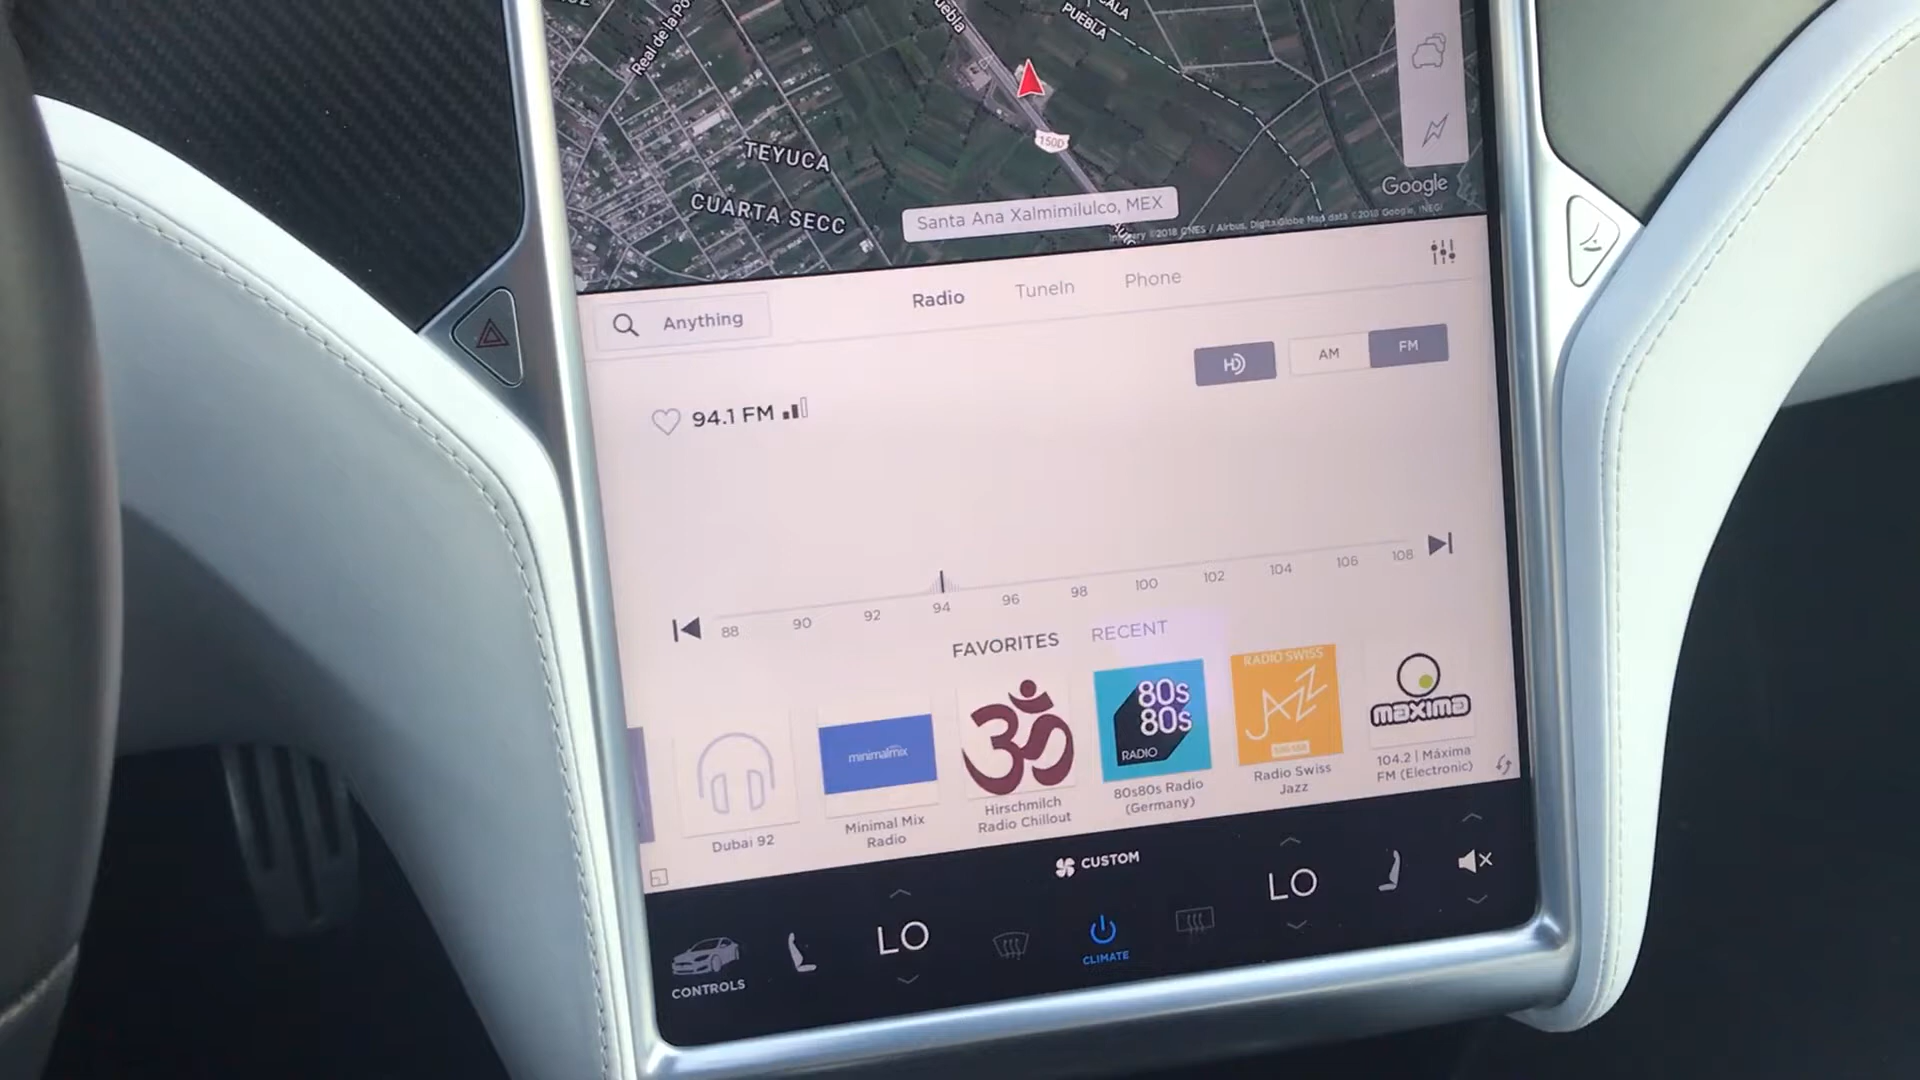 Real de la Po
Puebla
PUEBLA
150D
TEYUCA
CUARTA SECC
Santa Ana Xalmimilulco, MEX
Google
Imagery ©2018 CNES / Airbus, DigitalGlobe Map data ©2018 Google, INEGI
Anything
Radio
TuneIn
Phone
HD
AM
FM
94.1 FM
88 90 92 94 96 98 100 102 104 106 108
FAVORITES
RECENT
minimalmix
80s
80s
RADIO
RADIO SWISS
JAZZ
maxima
Dubai 92
Minimal Mix
Radio
Hirschmilch
Radio Chillout
80s80s Radio
(Germany)
Radio Swiss
Jazz
104.2 | Máxima
FM (Electronic)
CUSTOM
CONTROLS
LO
CLIMATE
LO